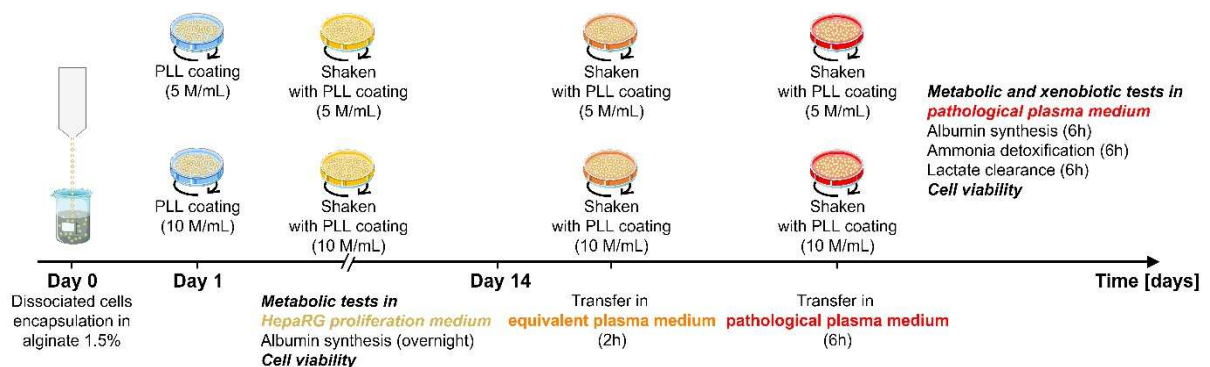 PLL coating
(5 M/mL)
Shaken
with PLL coating
(5 M/mL)
Shaken
with PLL coating
(5 M/mL)
Shaken
with PLL coating
(5 M/mL)
PLL coating
(10 M/mL)
Shaken
with PLL coating
(10 M/mL)
Shaken
with PLL coating
(10 M/mL)
Shaken
with PLL coating
(10 M/mL)
Metabolic and xenobiotic tests in
pathological plasma medium
Albumin synthesis (6h)
Ammonia detoxification (6h)
Lactate clearance (6h)
Cell viability
Day 0
Day 1
Day 14
Time [days]
Dissociated cells
encapsulation in
alginate 1.5%
Metabolic tests in
HepaRG proliferation medium
Albumin synthesis (overnight)
Cell viability
Transfer in
equivalent plasma medium
(2h)
Transfer in
pathological plasma medium
(6h)